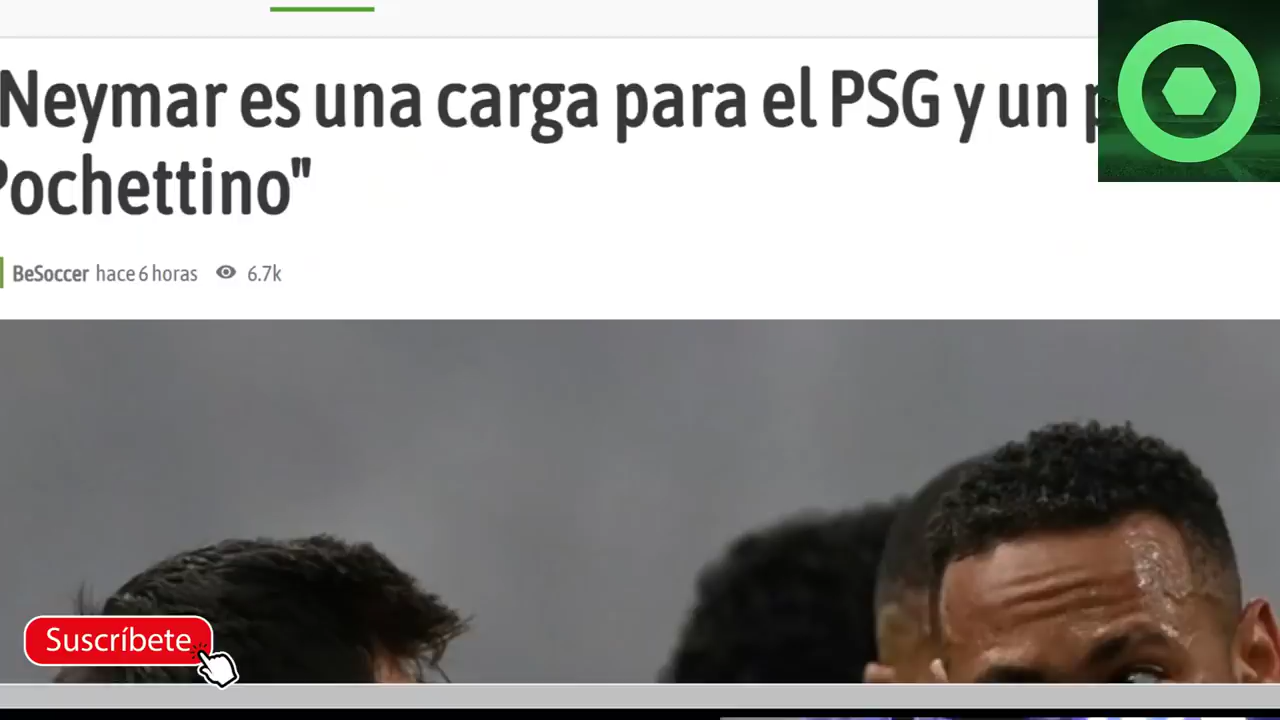 Neymar es una carga para el PSG y un
Pochettino"
BeSoccer hace 6 horas 6.7k
Suscríbete